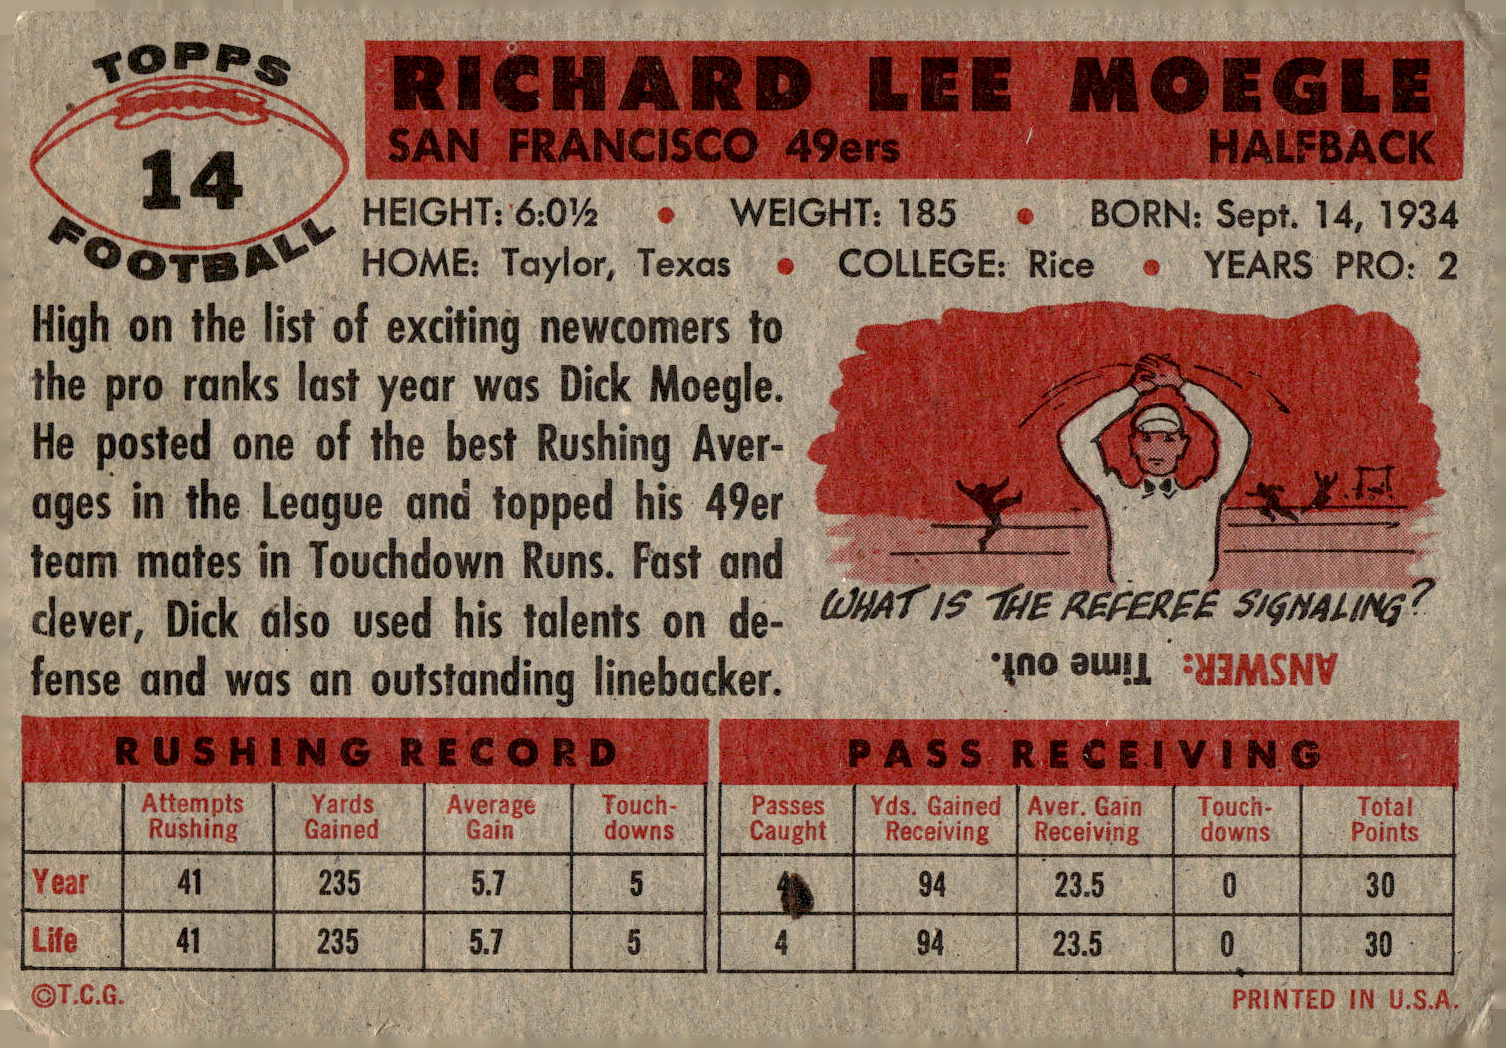 TOPPS
14
FOOTBALL
RICHARD LEE MOEGLE
SAN FRANCISCO 49ers HALFBACK
HEIGHT: 6:0½ • WEIGHT: 185 • BORN: Sept. 14, 1934
HOME: Taylor, Texas • COLLEGE: Rice • YEARS PRO: 2
High on the list of exciting newcomers to
the pro ranks last year was Dick Moegle.
He posted one of the best Rushing Aver-
ages in the League and topped his 49er
team mates in Touchdown Runs. Fast and
clever, Dick also used his talents on de-
fense and was an outstanding linebacker.
WHAT IS THE REFEREE SIGNALING?
ANSWER: Time out.
RUSHING RECORD
Attempts Yards Average Touch-
Rushing Gained Gain downs
Year 41 235 5.7 5
Life 41 235 5.7 5
PASS RECEIVING
Passes Yds. Gained Aver. Gain Touch- Total
Caught Receiving Receiving downs Points
4 94 23.5 0 30
4 94 23.5 0 30
©T.C.G.
PRINTED IN U.S.A.